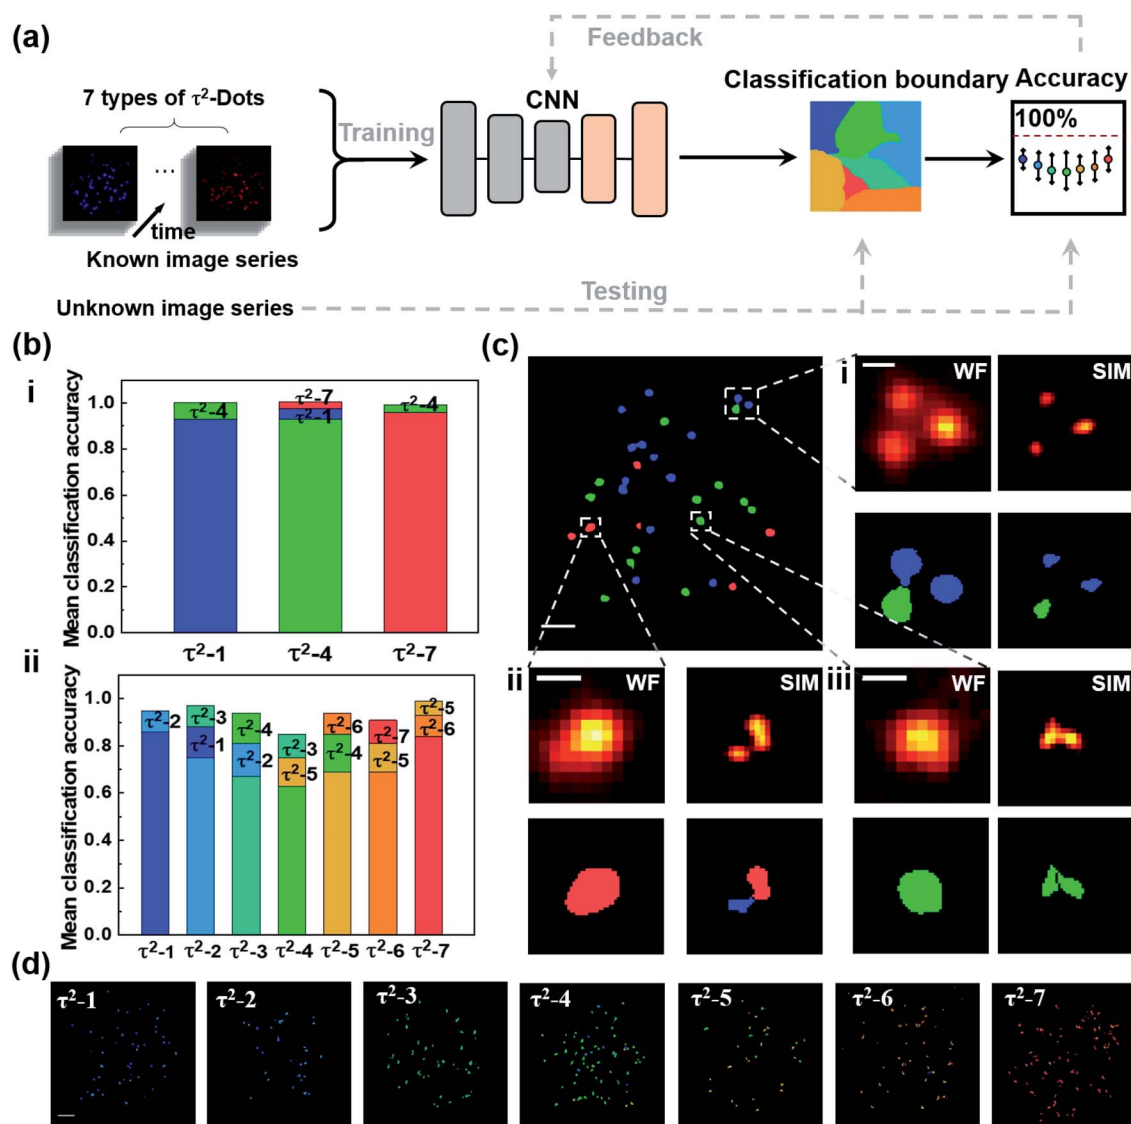 (a)
Feedback
7 types of τ²-Dots
CNN
Classification boundary
Accuracy
100%
Training
...
time
Known image series
Unknown image series
Testing
(b)
i
Mean classification accuracy
1.0
0.8
0.6
0.4
0.2
0.0
τ²-4
τ²-7
τ²-1
τ²-4
τ²-1
τ²-4
τ²-7
ii
Mean classification accuracy
1.0
0.8
0.6
0.4
0.2
0.0
τ²-2
τ²-3
τ²-1
τ²-4
τ²-2
τ²-3
τ²-5
τ²-6
τ²-4
τ²-7
τ²-5
τ²-5
τ²-6
τ²-1
τ²-2
τ²-3
τ²-4
τ²-5
τ²-6
τ²-7
(c)
i
WF
SIM
ii
WF
SIM
iii
WF
SIM
(d)
τ²-1
τ²-2
τ²-3
τ²-4
τ²-5
τ²-6
τ²-7